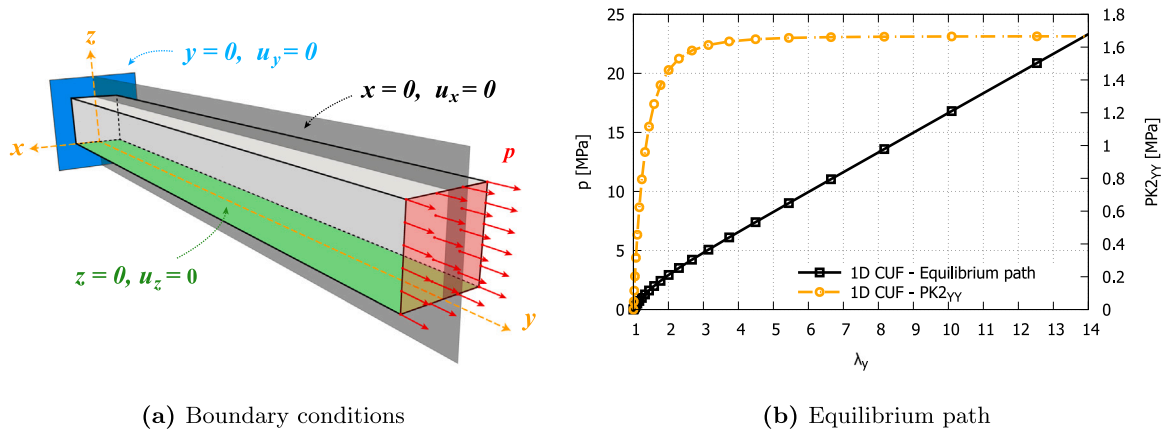 z
y = 0, u_y = 0
x = 0, u_x = 0
x
p
z = 0, u_z = 0
y
(a) Boundary conditions
p [MPa]
25
20
15
10
5
0
1.8
1.6
1.4
1.2
1
0.8
0.6
0.4
0.2
0
PK2YY [MPa]
1D CUF - Equilibrium path
1D CUF - PK2YY
1 2 3 4 5 6 7 8 9 10 11 12 13 14
λy
(b) Equilibrium path